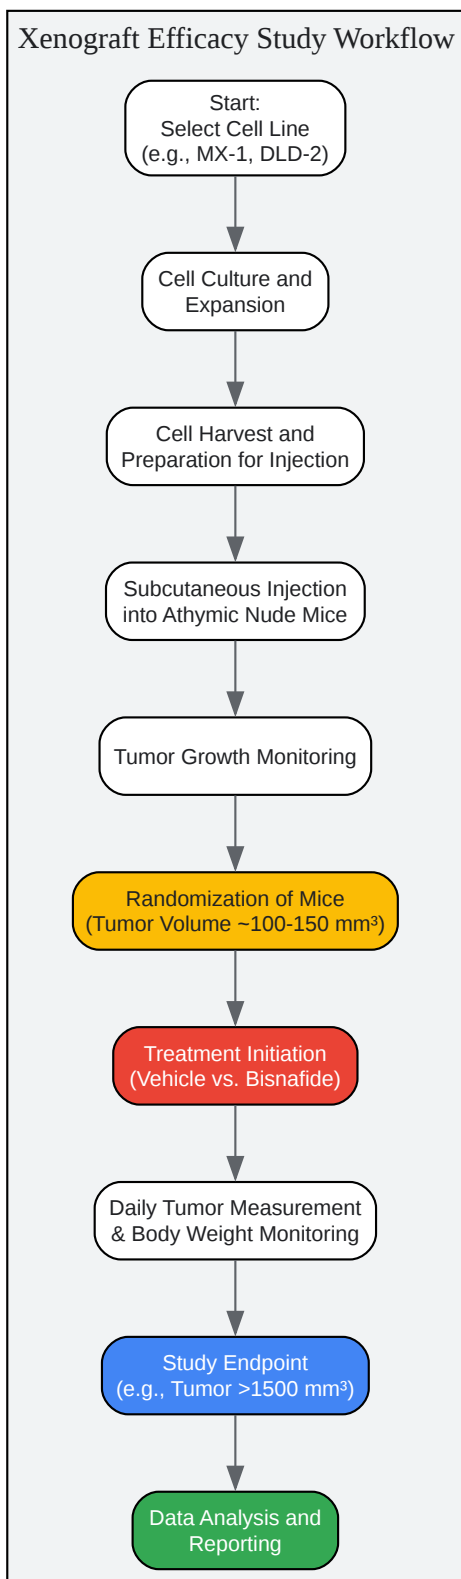 Xenograft Efficacy Study Workflow
Start:
Select Cell Line
(e.g., MX-1, DLD-2)
Cell Culture and
Expansion
Cell Harvest and
Preparation for Injection
Subcutaneous Injection
into Athymic Nude Mice
Tumor Growth Monitoring
Randomization of Mice
(Tumor Volume ~100-150 mm³)
Treatment Initiation
(Vehicle vs. Bisnafide)
Daily Tumor Measurement
& Body Weight Monitoring
Study Endpoint
(e.g., Tumor >1500 mm³)
Data Analysis and
Reporting